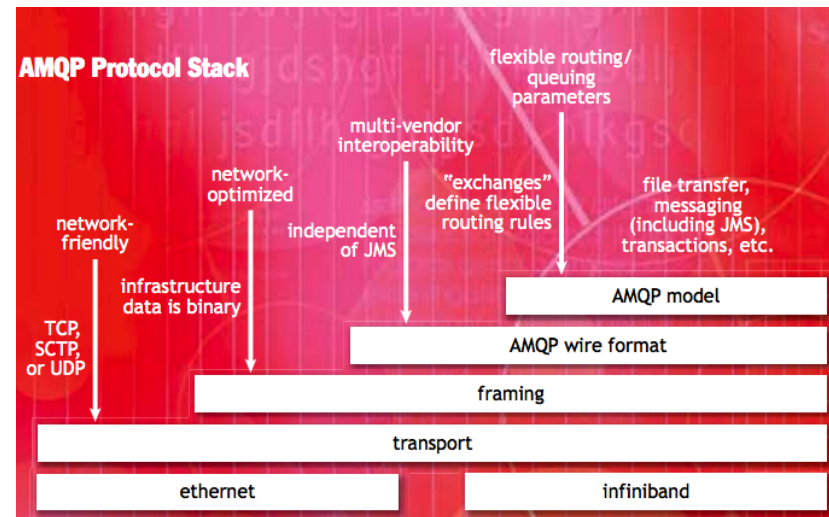 AMQP Protocol Stack
flexible routing/
queuing
parameters
multi-vendor
interoperability
network-
optimized
"exchanges"
define flexible
routing rules
file transfer,
messaging
(including JMS),
transactions, etc.
network-
friendly
independent
of JMS
infrastructure
data is binary
TCP,
SCTP,
or UDP
AMQP model
AMQP wire format
framing
transport
ethernet
infiniband